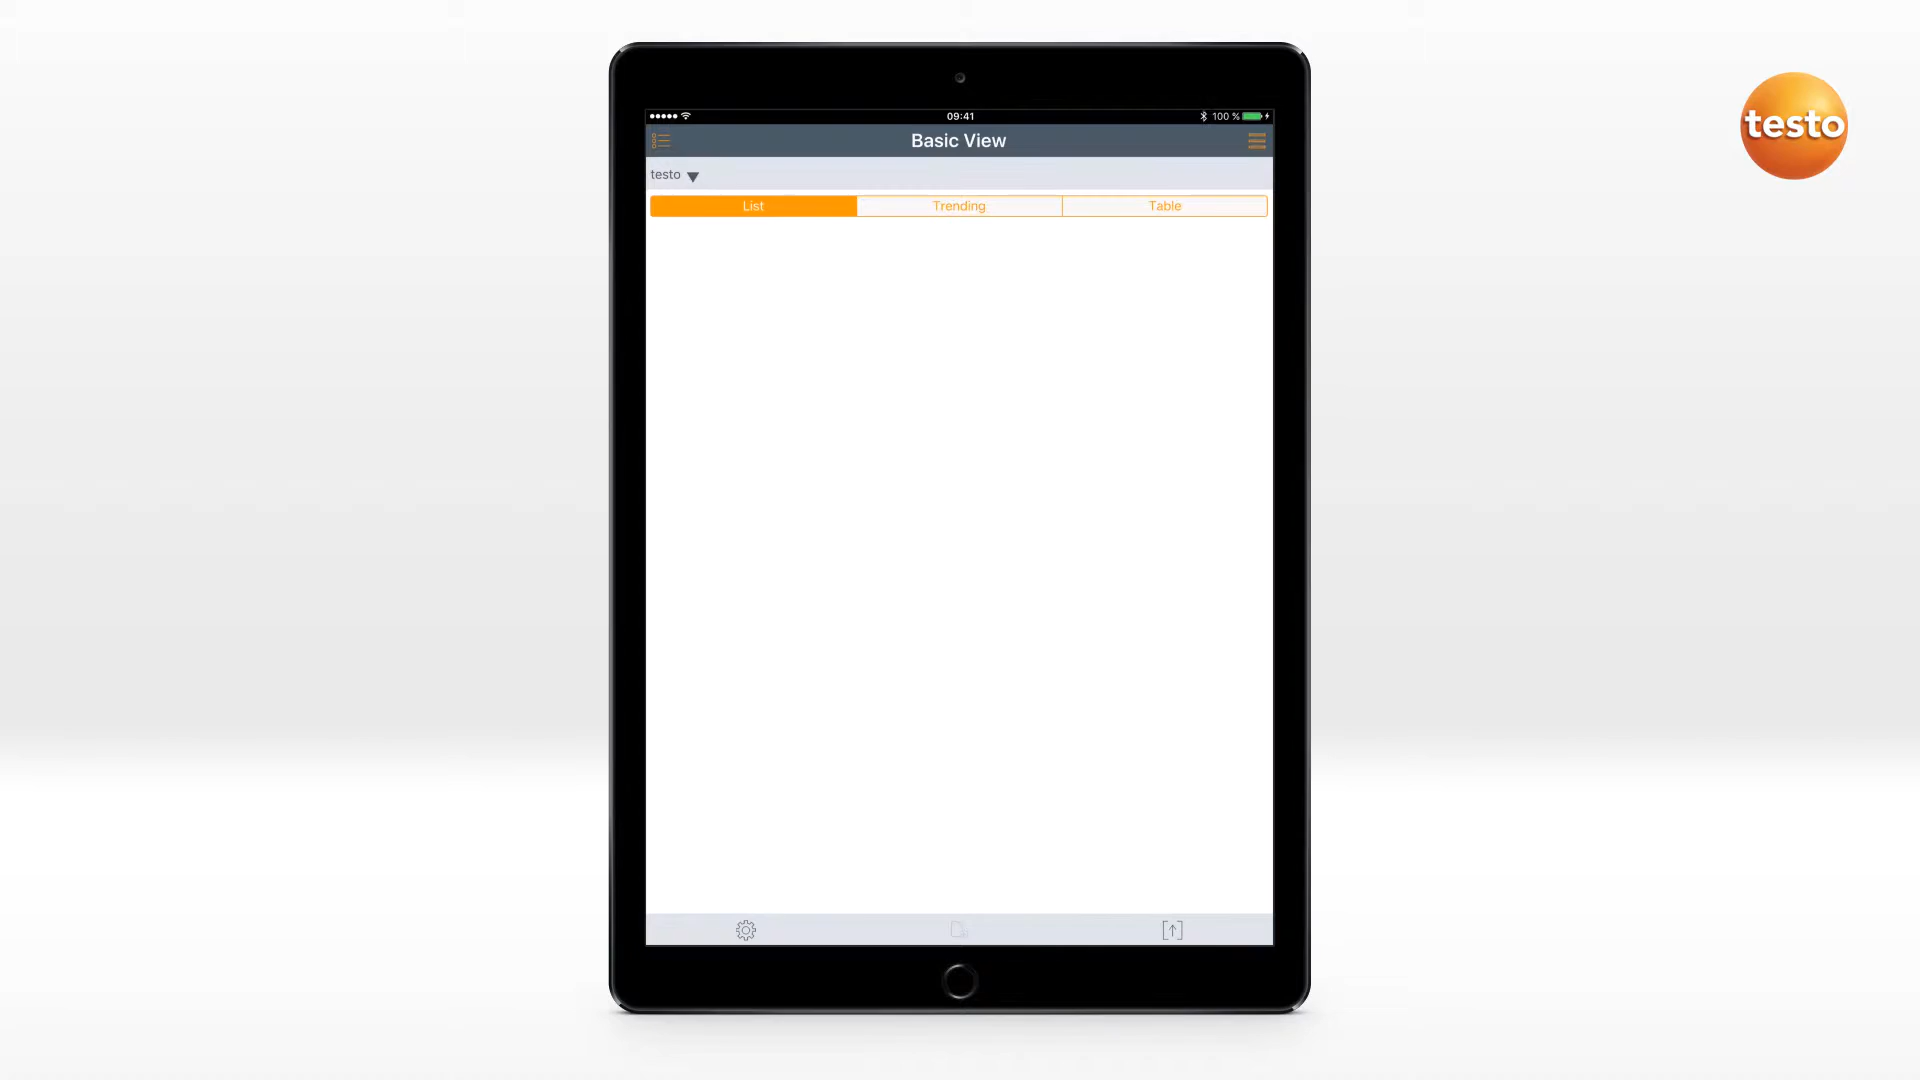 09:41
100 %
Basic View
testo
testo
List
Trending
Table